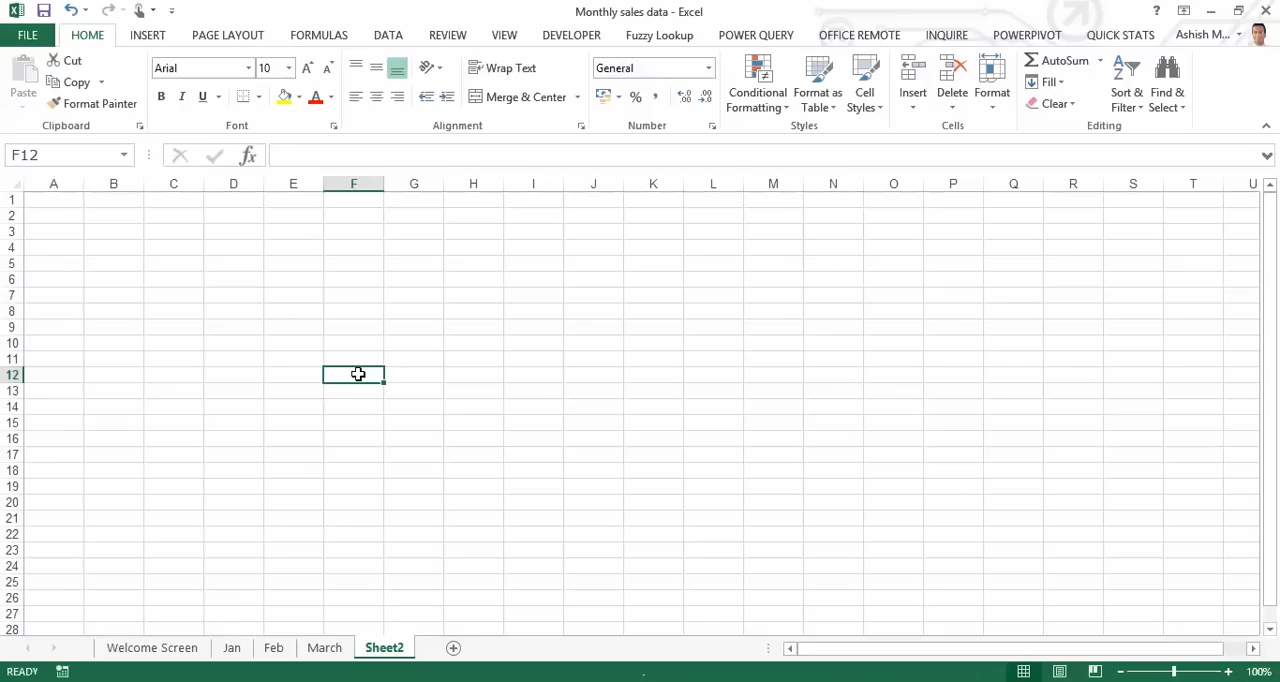 Monthly sales data - Excel
?
FILE HOME INSERT PAGE LAYOUT FORMULAS DATA REVIEW VIEW DEVELOPER Fuzzy Lookup POWER QUERY OFFICE REMOTE INQUIRE POWERPIVOT QUICK STATS Ashish M...
Paste
Cut
Copy
Format Painter
Clipboard
Arial 10
B I U
Font
Wrap Text
Merge & Center
Alignment
General
%
Number
Conditional
Formatting
Format as
Table
Cell
Styles
Styles
Insert
Delete
Format
Cells
AutoSum
Fill
Clear
Sort &
Filter
Find &
Select
Editing
F12
fx
A B C D E F G H I J K L M N O P Q R S T U
1
2
3
4
5
6
7
8
9
10
11
12
13
14
15
16
17
18
19
20
21
22
23
24
25
26
27
28
Welcome Screen Jan Feb March Sheet2
READY
100%